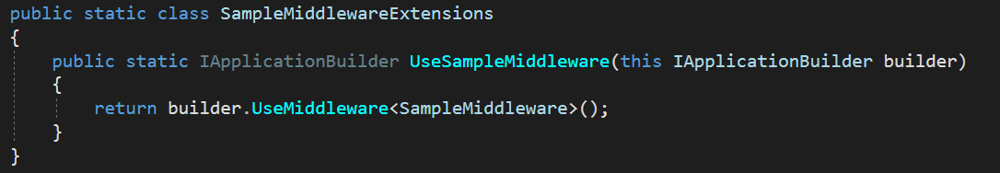 public static class SampleMiddlewareExtensions
{
    public static IApplicationBuilder UseSampleMiddleware(this IApplicationBuilder builder)
    {
        return builder.UseMiddleware<SampleMiddleware>();
    }
}